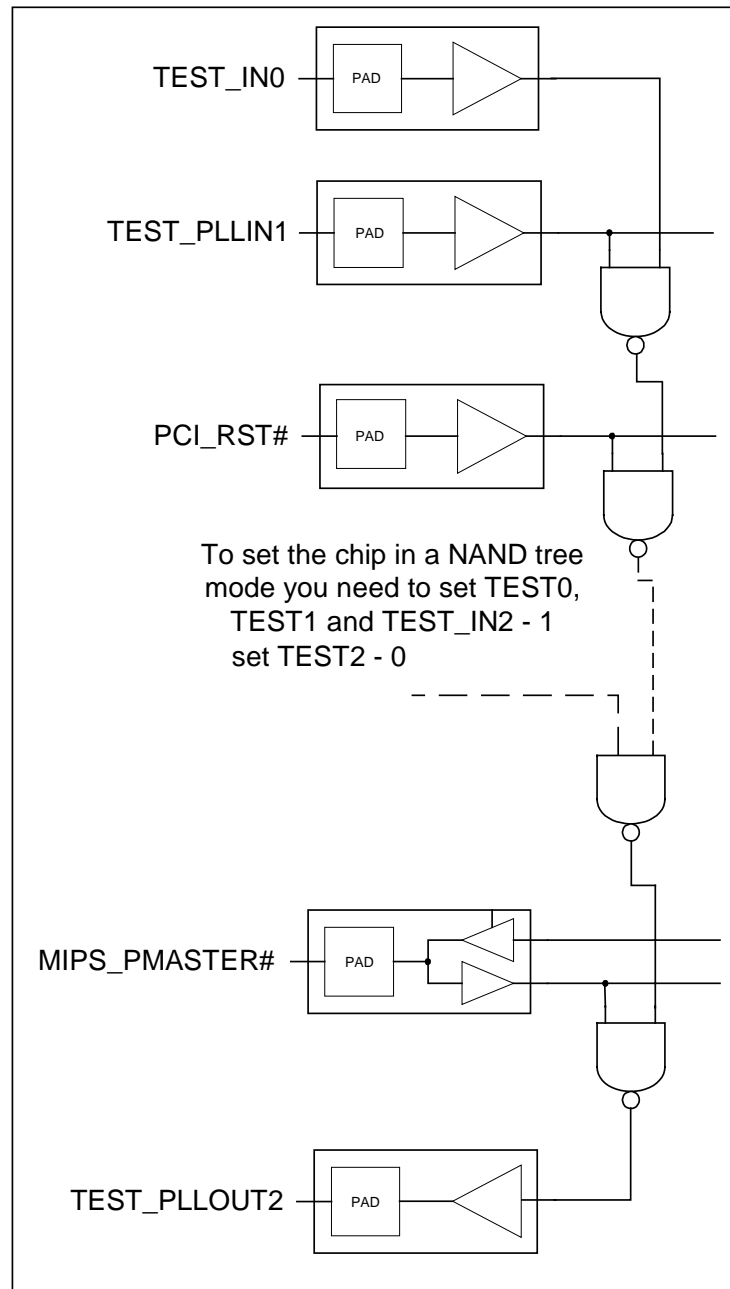 TEST_IN0
PAD
TEST_PLLIN1
PAD
PCI_RST#
PAD
To set the chip in a NAND tree
mode you need to set TEST0,
TEST1 and TEST_IN2 - 1
set TEST2 - 0
MIPS_PMASTER#
PAD
TEST_PLLOUT2
PAD